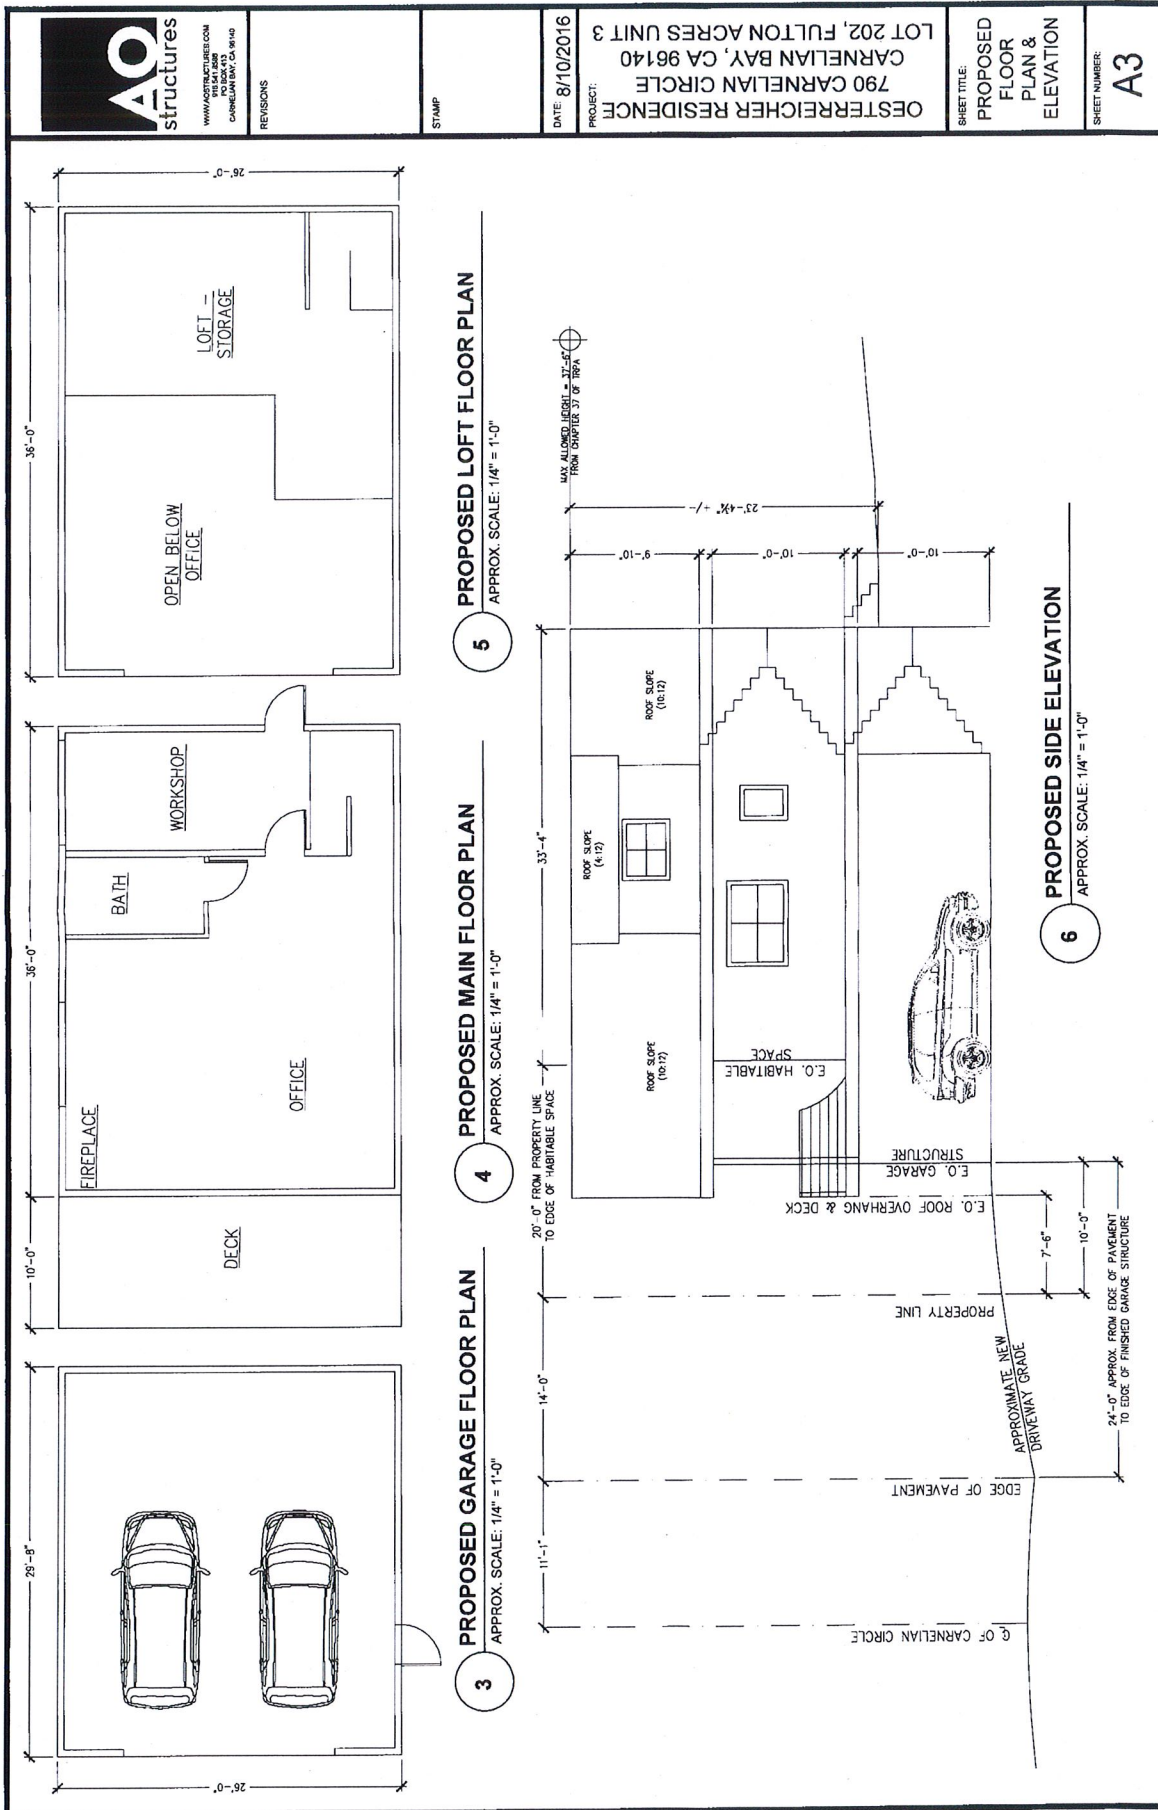 AO
structures
WWW.AOSTRUCTURES.COM
PO BOX 413
CARNELIAN BAY, CA 96140
REVISIONS
STAMP
DATE: 8/10/2016
PROJECT:
OESTERREICHER RESIDENCE
790 CARNELIAN CIRCLE
CARNELIAN BAY, CA 96140
LOT 202, FULTON ACRES UNIT 3
SHEET TITLE:
PROPOSED
FLOOR
PLAN &
ELEVATION
SHEET NUMBER:
A3
29'-8"
26'-0"
3
PROPOSED GARAGE FLOOR PLAN
APPROX. SCALE: 1/4" = 1'-0"
10'-0"
36'-0"
DECK
FIREPLACE
OFFICE
BATH
WORKSHOP
4
PROPOSED MAIN FLOOR PLAN
APPROX. SCALE: 1/4" = 1'-0"
36'-0"
26'-0"
OPEN BELOW
OFFICE
LOFT -
STORAGE
5
PROPOSED LOFT FLOOR PLAN
APPROX. SCALE: 1/4" = 1'-0"
MAX ALLOWED HEIGHT = 37'-6"
FROM CHAPTER 37 OF TRPA
11'-1"
14'-0"
20'-0" FROM PROPERTY LINE
TO EDGE OF HABITABLE SPACE
33'-4"
ROOF SLOPE
(10:12)
ROOF SLOPE
(4:12)
ROOF SLOPE
(10:12)
9'-10"
10'-0"
10'-0"
23'-4¾" +/-
E.O. HABITABLE
SPACE
E.O. GARAGE
STRUCTURE
E.O. ROOF OVERHANG & DECK
PROPERTY LINE
EDGE OF PAVEMENT
℄ OF CARNELIAN CIRCLE
APPROXIMATE NEW
DRIVEWAY GRADE
7'-6"
10'-0"
24'-0" APPROX. FROM EDGE OF PAVEMENT
TO EDGE OF FINISHED GARAGE STRUCTURE
6
PROPOSED SIDE ELEVATION
APPROX. SCALE: 1/4" = 1'-0"